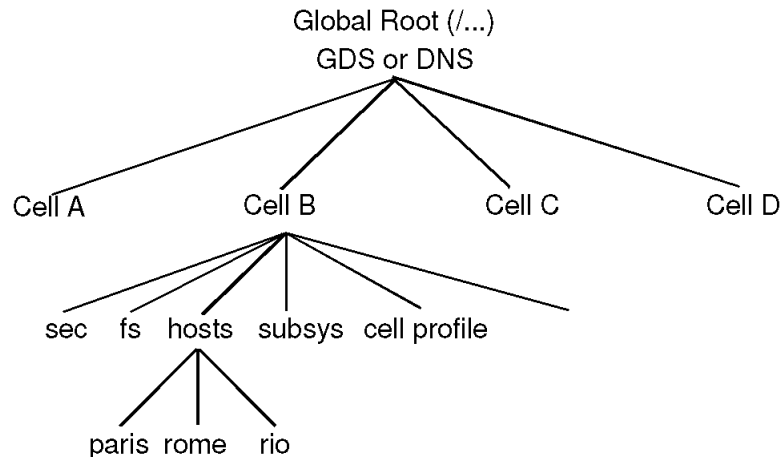 Global Root (/...)
GDS or DNS
Cell A Cell B Cell C Cell D
sec fs hosts subsys cell profile
paris rome rio